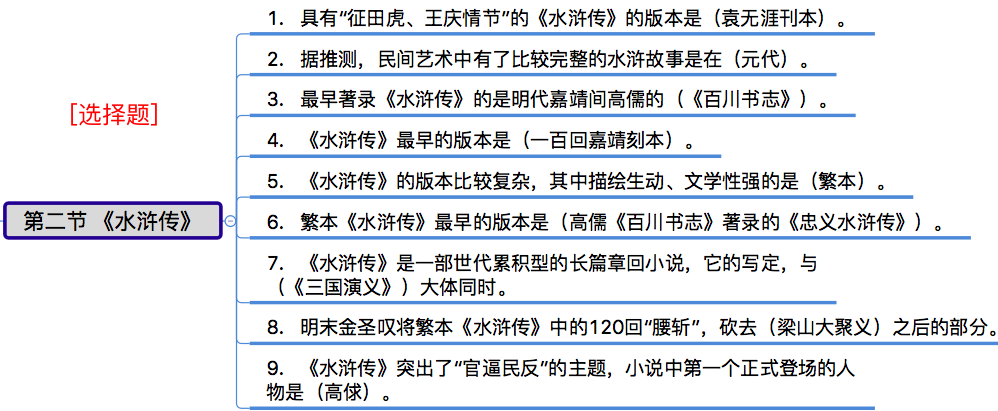 1. 具有“征田虎、王庆情节”的《水浒传》的版本是（袁无涯刊本）。
2. 据推测，民间艺术中有了比较完整的水浒故事是在（元代）。
[选择题]
3. 最早著录《水浒传》的是明代嘉靖间高儒的（《百川书志》）。
4. 《水浒传》最早的版本是（一百回嘉靖刻本）。
5. 《水浒传》的版本比较复杂，其中描绘生动、文学性强的是（繁本）。
第二节 《水浒传》
6. 繁本《水浒传》最早的版本是（高儒《百川书志》著录的《忠义水浒传》）。
7. 《水浒传》是一部世代累积型的长篇章回小说，它的写定，与
（《三国演义》）大体同时。
8. 明末金圣叹将繁本《水浒传》中的120回“腰斩”，砍去（梁山大聚义）之后的部分。
9. 《水浒传》突出了“官逼民反”的主题，小说中第一个正式登场的人
物是（高俅）。